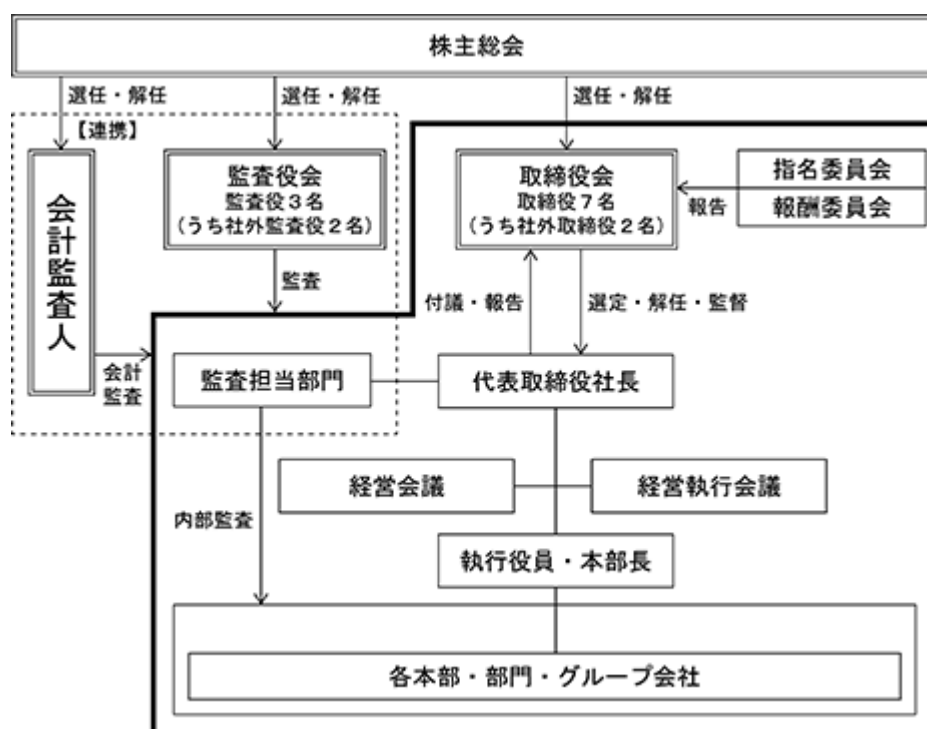 株主総会
選任・解任
選任・解任
選任・解任
【連携】
会計監査人
監査役会
監査役3名
(うち社外監査役2名)
取締役会
取締役7名
(うち社外取締役2名)
指名委員会
報酬委員会
報告
監査
付議・報告
選定・解任・監督
会計
監査
監査担当部門
代表取締役社長
経営会議
経営執行会議
内部監査
執行役員・本部長
各本部・部門・グループ会社